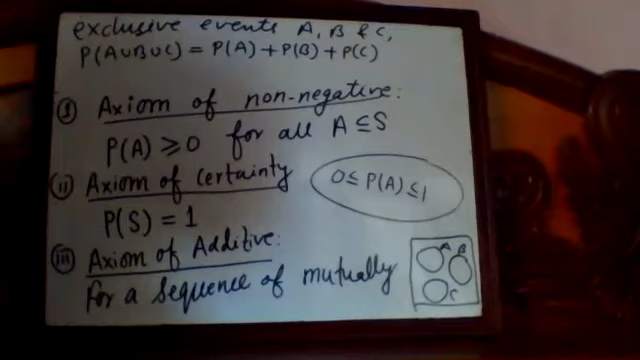 exclusive events A, B & C,
P(A∪B∪C) = P(A) + P(B) + P(C)
(i) Axiom of non-negative:
P(A) ≥ 0 for all A ⊆ S
(ii) Axiom of certainty
0 ≤ P(A) ≤ 1
P(S) = 1
(iii) Axiom of Additive:
For a sequence of mutually
A B
C